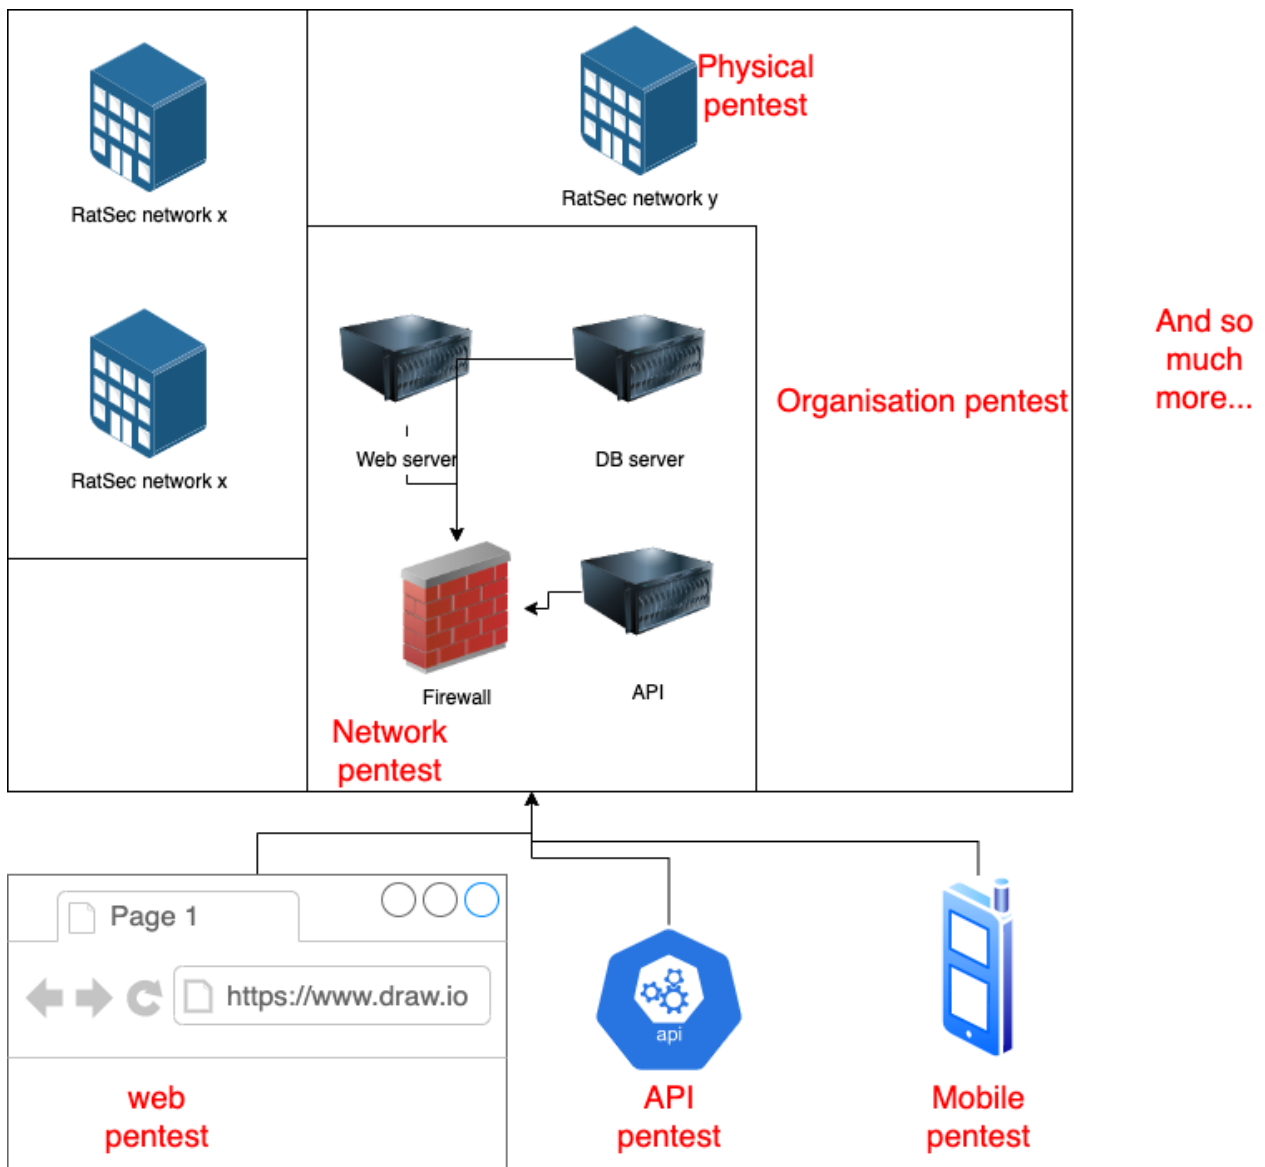 Physical
pentest
RatSec network x
RatSec network y
RatSec network x
Web server
DB server
Organisation pentest
And so
much
more...
Firewall
API
Network
pentest
Page 1
https://www.draw.io
api
web
pentest
API
pentest
Mobile
pentest